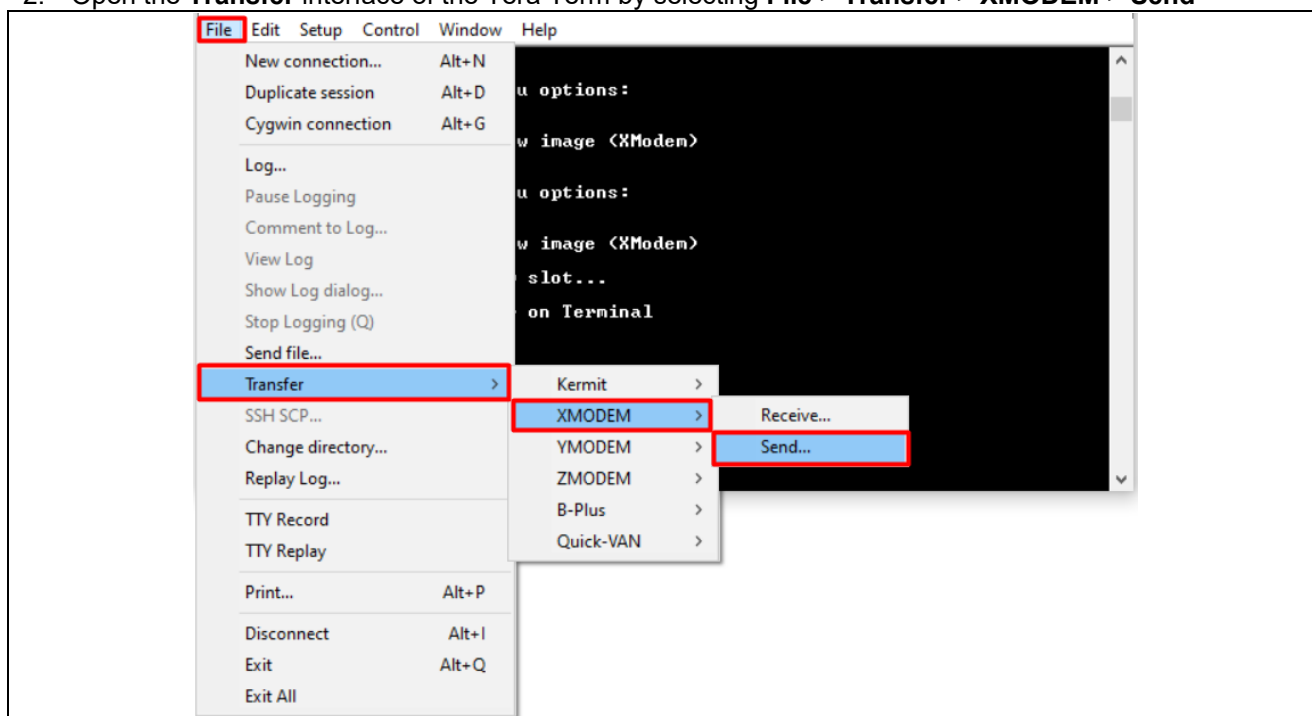 2. Open the Transfer interface of the Tera Term by selecting File > Transfer > XMODEM > Send
File Edit Setup Control Window Help
New connection... Alt+N
Duplicate session Alt+D
Cygwin connection Alt+G
Log...
Pause Logging
Comment to Log...
View Log
Show Log dialog...
Stop Logging (Q)
Send file...
Transfer >
SSH SCP...
Change directory...
Replay Log...
TTY Record
TTY Replay
Print... Alt+P
Disconnect Alt+I
Exit Alt+Q
Exit All
u options:
w image (XModem)
u options:
w image (XModem)
slot...
on Terminal
Kermit >
XMODEM >
YMODEM >
ZMODEM >
B-Plus >
Quick-VAN >
Receive...
Send...